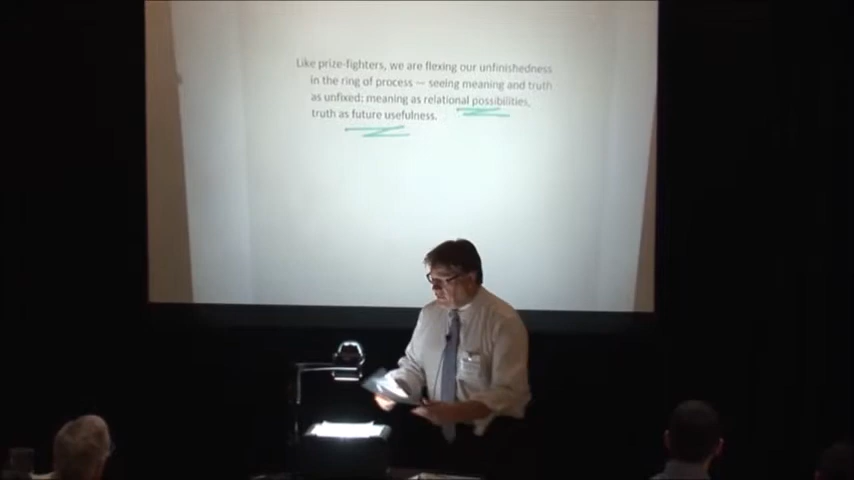 Like prize-fighters, we are flexing our unfinishedness
in the ring of process — seeing meaning and truth
as unfixed: meaning as relational possibilities,
truth as future usefulness.